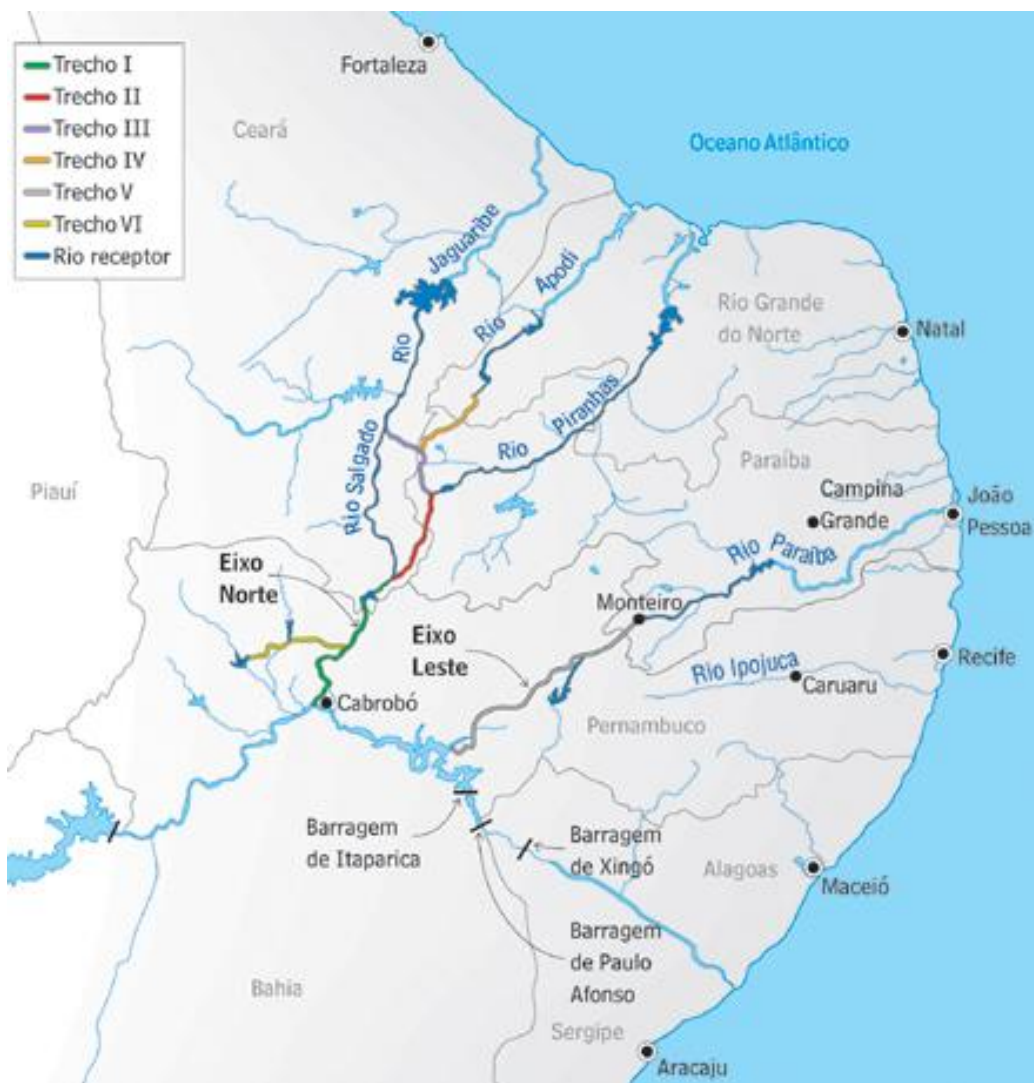 Trecho I
Trecho II
Trecho III
Trecho IV
Trecho V
Trecho VI
Rio receptor
Fortaleza
Ceará
Oceano Atlântico
Rio Jaguaribe
Rio Apodi
Rio Grande
do Norte
Natal
Rio Piranhas
Rio Salgado
Paraíba
Piauí
Campina
Grande
João
Pessoa
Rio Paraíba
Eixo
Norte
Monteiro
Eixo
Leste
Recife
Rio Ipojuca
Caruaru
Cabrobó
Pernambuco
Barragem
de Itaparica
Barragem
de Xingó
Alagoas
Maceió
Barragem
de Paulo
Afonso
Bahia
Sergipe
Aracaju